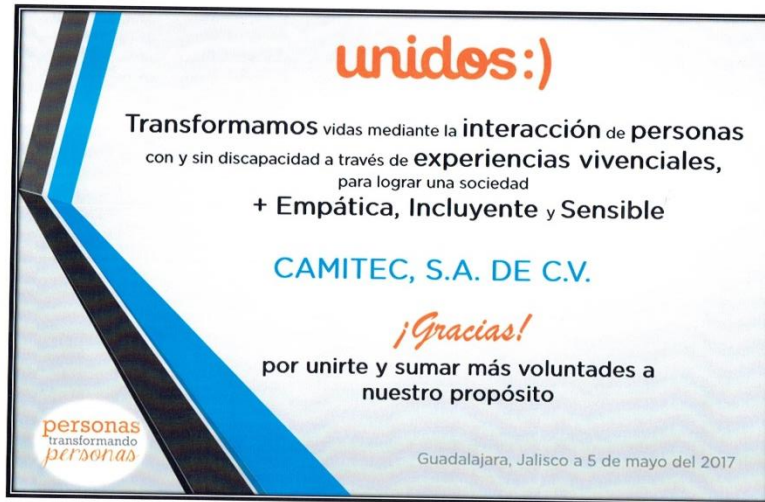 unidos:)
Transformamos vidas mediante la interacción de personas
con y sin discapacidad a través de experiencias vivenciales,
para lograr una sociedad
+ Empática, Incluyente y Sensible
CAMITEC, S.A. DE C.V.
¡Gracias!
por unirte y sumar más voluntades a
nuestro propósito
personas
transformando
personas
Guadalajara, Jalisco a 5 de mayo del 2017